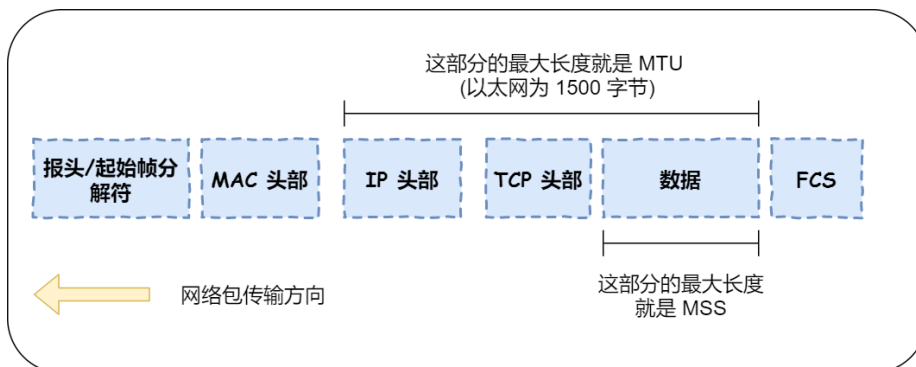 这部分的最大长度就是 MTU
(以太网为 1500 字节)
报头/起始帧分
解符
MAC 头部
IP 头部
TCP 头部
数据
FCS
网络包传输方向
这部分的最大长度
就是 MSS